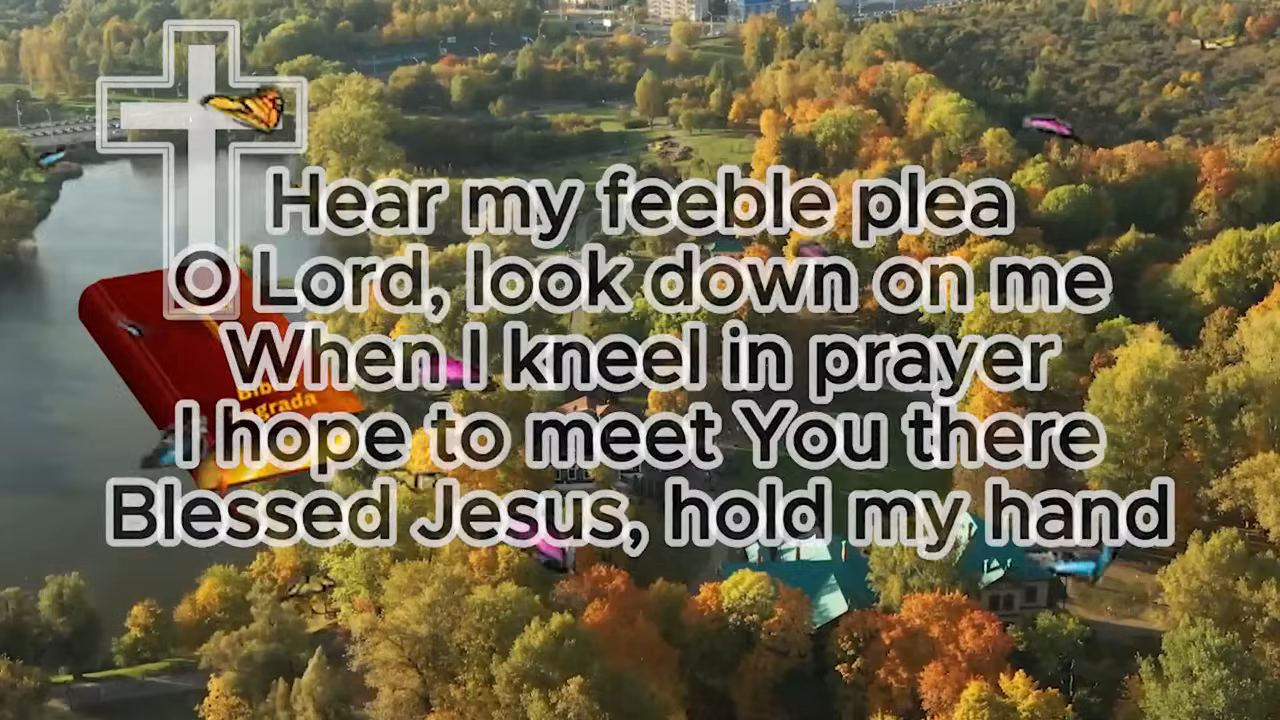 Hear my feeble plea
O Lord, look down on me
When I kneel in prayer
I hope to meet You there
Blessed Jesus, hold my hand